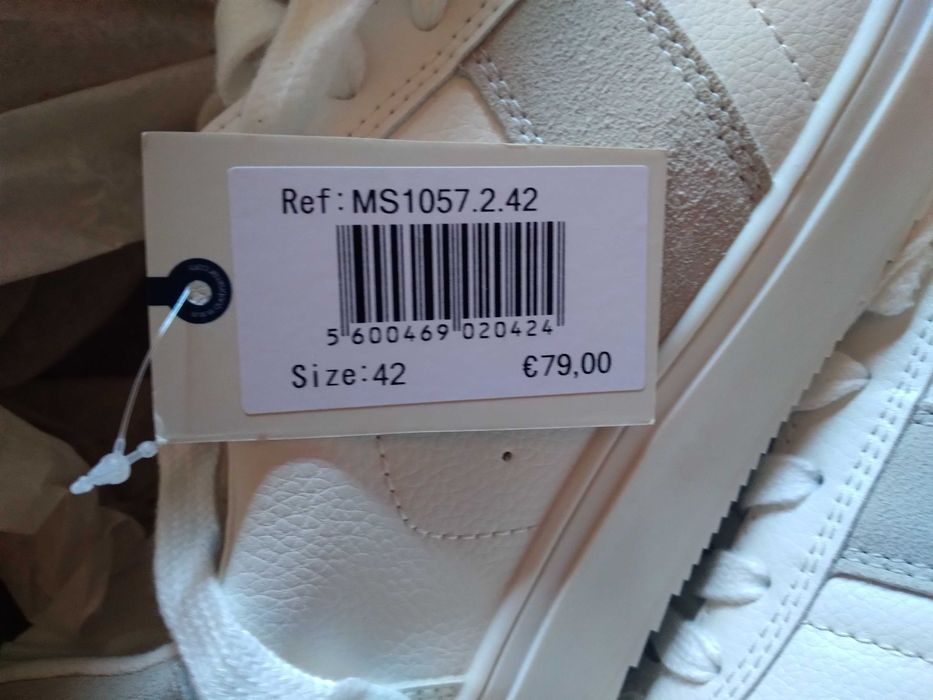 Ref:MS1057.2.42
5 600469 020424
Size:42 €79,00